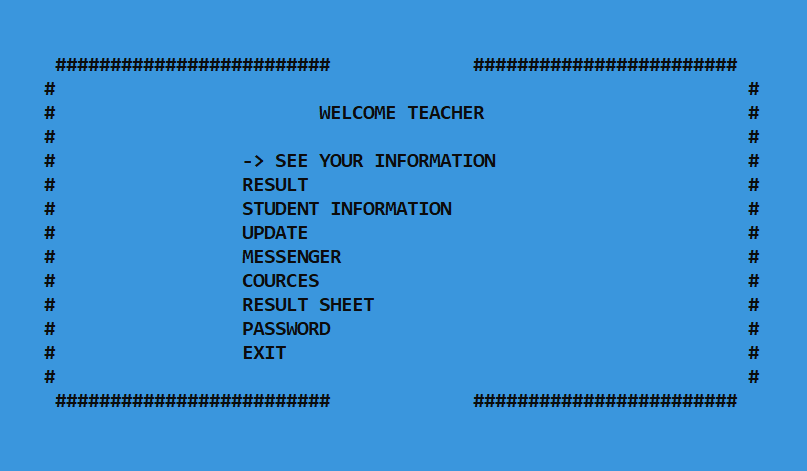 ######################### ########################
# #
# WELCOME TEACHER #
# #
# -> SEE YOUR INFORMATION #
# RESULT #
# STUDENT INFORMATION #
# UPDATE #
# MESSENGER #
# COURCES #
# RESULT SHEET #
# PASSWORD #
# EXIT #
# #
######################### ########################